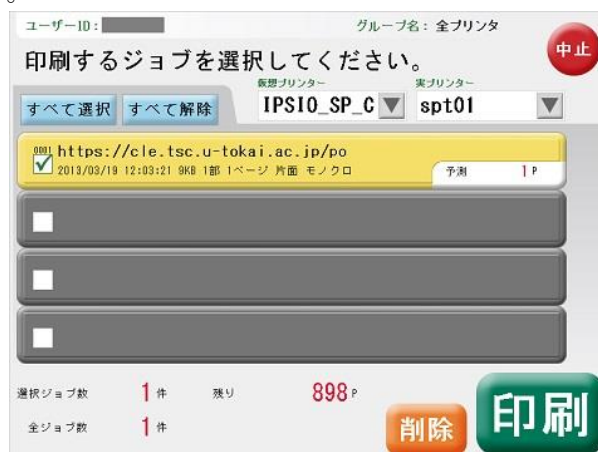 ユーザーID:
グループ名: 全プリンタ
中止
印刷するジョブを選択してください。
仮想プリンター
実プリンター
すべて選択
すべて解除
IPSIO_SP_C
spt01
0001
https://cle.tsc.u-tokai.ac.jp/po
2013/03/19 12:03:21 9KB 1部 1ページ 片面 モノクロ
予測 1 P
選択ジョブ数 1 件 残り 898 P
全ジョブ数 1 件
削除
印刷